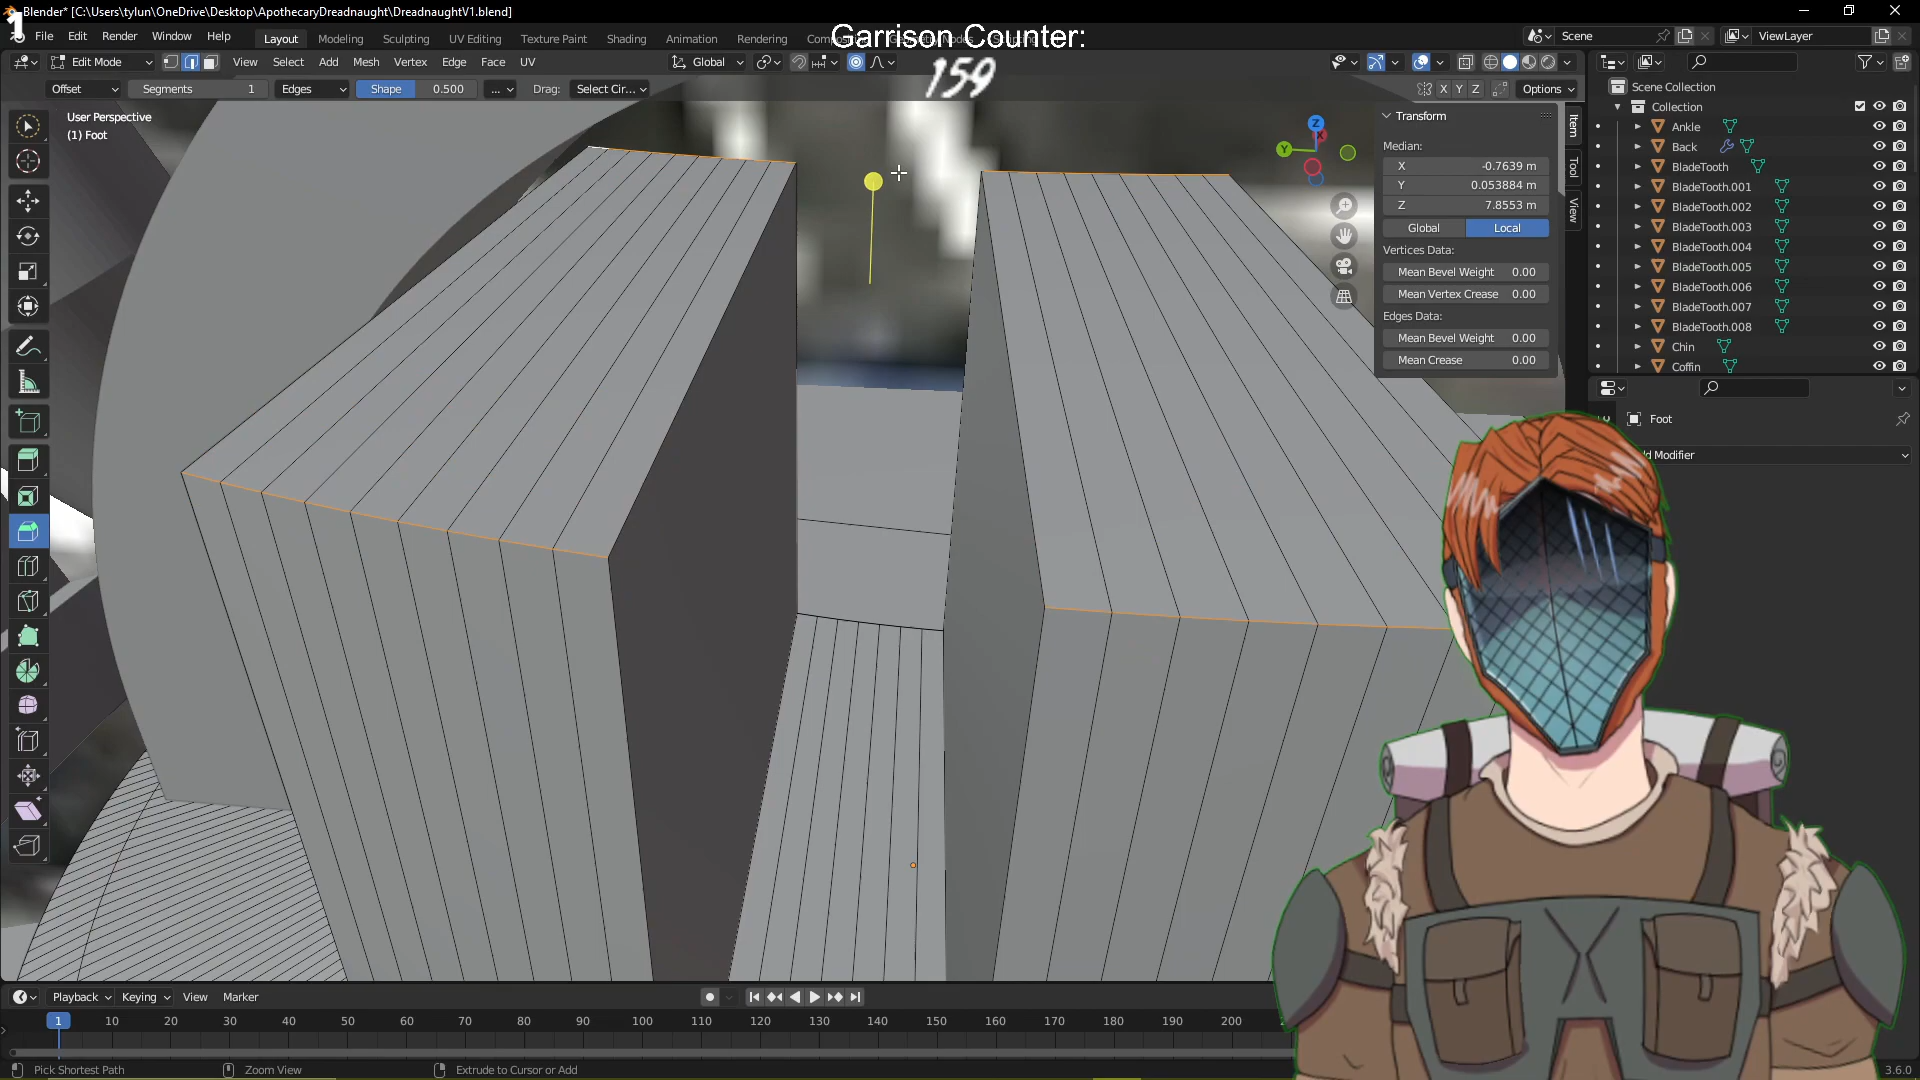 1
Blender* [C:\Users\tylun\OneDrive\Desktop\ApothecaryDreadnaught\DreadnaughtV1.blend]
File Edit Render Window Help Layout Modeling Sculpting UV Editing Texture Paint Shading Animation Rendering
Garrison Counter:
159
Scene ViewLayer
Edit Mode View Select Add Mesh Vertex Edge Face UV Global
Offset Segments 1 Edges Shape 0.500 ... Drag: Select Cir... X Y Z Options
User Perspective
(1) Foot
Z
X
Y
Transform
Median:
X -0.7639 m
Y 0.053884 m
Z 7.8553 m
Global Local
Vertices Data:
Mean Bevel Weight 0.00
Mean Vertex Crease 0.00
Edges Data:
Mean Bevel Weight 0.00
Mean Crease 0.00
Item
Tool
View
Scene Collection
Collection
Ankle
Back
BladeTooth
BladeTooth.001
BladeTooth.002
BladeTooth.003
BladeTooth.004
BladeTooth.005
BladeTooth.006
BladeTooth.007
BladeTooth.008
Chin
Coffin
Foot
Modifier
Playback Keying View Marker
1 10 20 30 40 50 60 70 80 90 100 110 120 130 140 150 160 170 180 190 200
Pick Shortest Path Zoom View Extrude to Cursor or Add
3.6.0